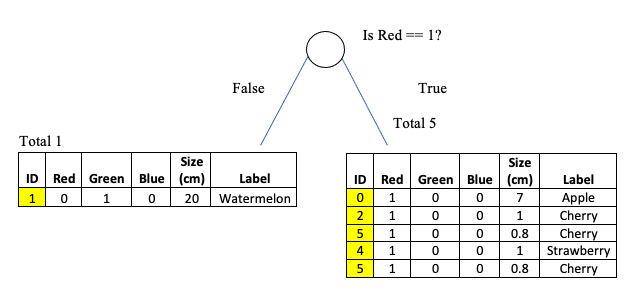 Is Red == 1?
False
True
Total 1
ID Red Green Blue Size (cm) Label
1 0 1 0 20 Watermelon
Total 5
ID Red Green Blue Size (cm) Label
0 1 0 0 7 Apple
2 1 0 0 1 Cherry
5 1 0 0 0.8 Cherry
4 1 0 0 1 Strawberry
5 1 0 0 0.8 Cherry